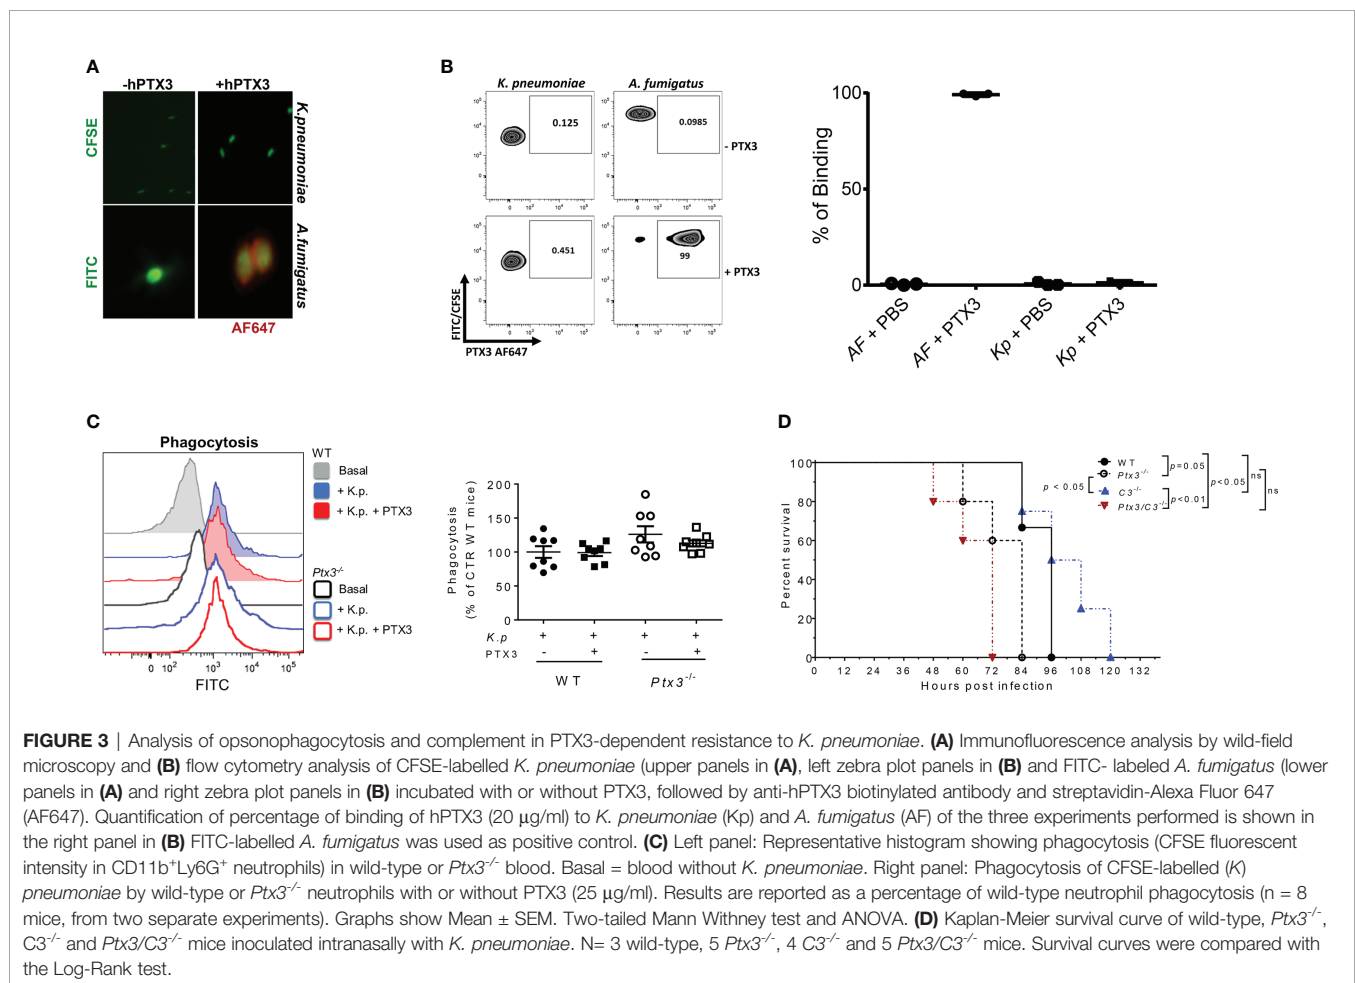 A
-hPTX3 +hPTX3
CFSE
K.pneumoniae
FITC
A.fumigatus
AF647
B
K. pneumoniae A. fumigatus
0.125
0.0985
- PTX3
0.451
99
+ PTX3
FITC/CFSE
PTX3 AF647
% of Binding
100
50
0
AF + PBS
AF + PTX3
Kp + PBS
Kp + PTX3
C
Phagocytosis
WT
Basal
+ K.p.
+ K.p. + PTX3
Ptx3-/-
Basal
+ K.p.
+ K.p. + PTX3
0 10² 10³ 10⁴ 10⁵
FITC
Phagocytosis
(% of CTR WT mice)
200
150
100
50
0
K.p + + + +
PTX3 - + - +
WT Ptx3-/-
D
Percent survival
100
80
60
40
20
0
0 12 24 36 48 60 72 84 96 108 120 132
Hours post infection
WT
Ptx3-/-
C3-/-
Ptx3/C3-/-
p < 0.05
p=0.05
p<0.01
p<0.05
ns
ns
FIGURE 3 | Analysis of opsonophagocytosis and complement in PTX3-dependent resistance to K. pneumoniae. (A) Immunofluorescence analysis by wild-field
microscopy and (B) flow cytometry analysis of CFSE-labelled K. pneumoniae (upper panels in (A), left zebra plot panels in (B) and FITC- labeled A. fumigatus (lower
panels in (A) and right zebra plot panels in (B) incubated with or without PTX3, followed by anti-hPTX3 biotinylated antibody and streptavidin-Alexa Fluor 647
(AF647). Quantification of percentage of binding of hPTX3 (20 μg/ml) to K. pneumoniae (Kp) and A. fumigatus (AF) of the three experiments performed is shown in
the right panel in (B) FITC-labelled A. fumigatus was used as positive control. (C) Left panel: Representative histogram showing phagocytosis (CFSE fluorescent
intensity in CD11b+Ly6G+ neutrophils) in wild-type or Ptx3-/- blood. Basal = blood without K. pneumoniae. Right panel: Phagocytosis of CFSE-labelled (K)
pneumoniae by wild-type or Ptx3-/- neutrophils with or without PTX3 (25 μg/ml). Results are reported as a percentage of wild-type neutrophil phagocytosis (n = 8
mice, from two separate experiments). Graphs show Mean ± SEM. Two-tailed Mann Withney test and ANOVA. (D) Kaplan-Meier survival curve of wild-type, Ptx3-/-,
C3-/- and Ptx3/C3-/- mice inoculated intranasally with K. pneumoniae. N= 3 wild-type, 5 Ptx3-/-, 4 C3-/- and 5 Ptx3/C3-/- mice. Survival curves were compared with
the Log-Rank test.